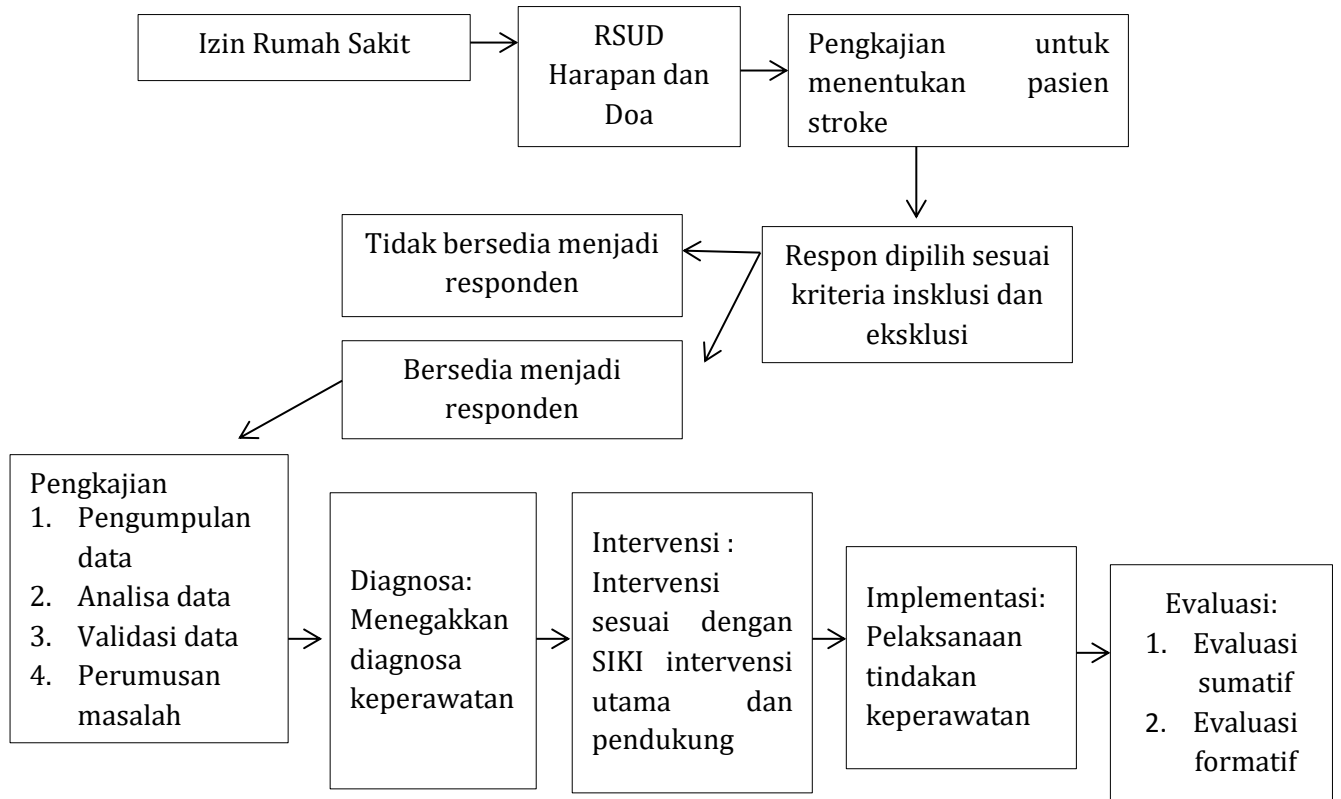 Izin Rumah Sakit
RSUD
Harapan dan
Doa
Pengkajian untuk
menentukan pasien
stroke
Tidak bersedia menjadi
responden
Respon dipilih sesuai
kriteria insklusi dan
eksklusi
Bersedia menjadi
responden
Pengkajian
1. Pengumpulan
data
2. Analisa data
3. Validasi data
4. Perumusan
masalah
Diagnosa:
Menegakkan
diagnosa
keperawatan
Intervensi :
Intervensi
sesuai dengan
SIKI intervensi
utama dan
pendukung
Implementasi:
Pelaksanaan
tindakan
keperawatan
Evaluasi:
1. Evaluasi
sumatif
2. Evaluasi
formatif